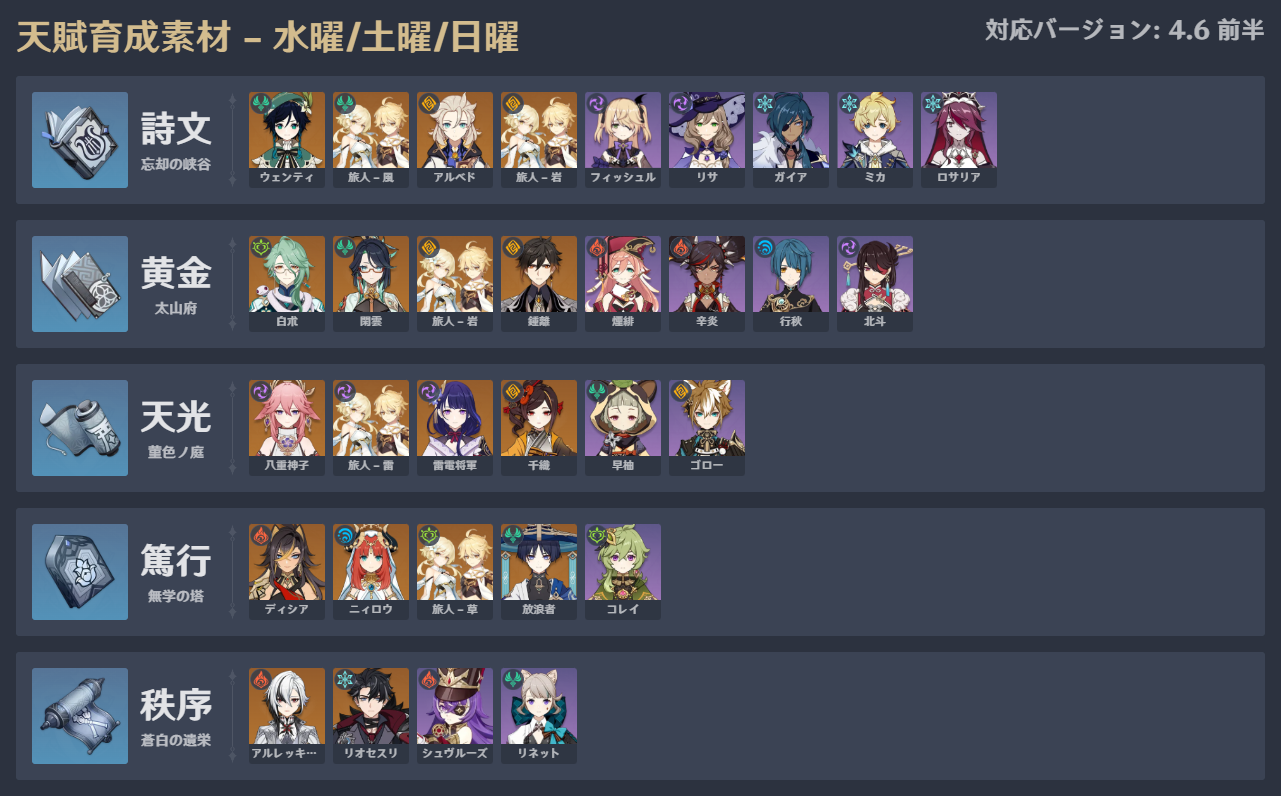 天賦育成素材 – 水曜/土曜/日曜
対応バージョン: 4.6 前半
詩文
忘却の峡谷
ウェンティ
旅人 – 風
アルベド
旅人 – 岩
フィッシュル
リサ
ガイア
ミカ
ロサリア
黄金
太山府
白朮
閑雲
旅人 – 岩
鍾離
煙緋
辛炎
行秋
北斗
天光
菫色ノ庭
八重神子
旅人 – 雷
雷電将軍
千織
早柚
ゴロー
篤行
無学の塔
ディシア
ニィロウ
旅人 – 草
放浪者
コレイ
秩序
蒼白の遺栄
アルレッキ…
リオセスリ
シュヴルーズ
リネット